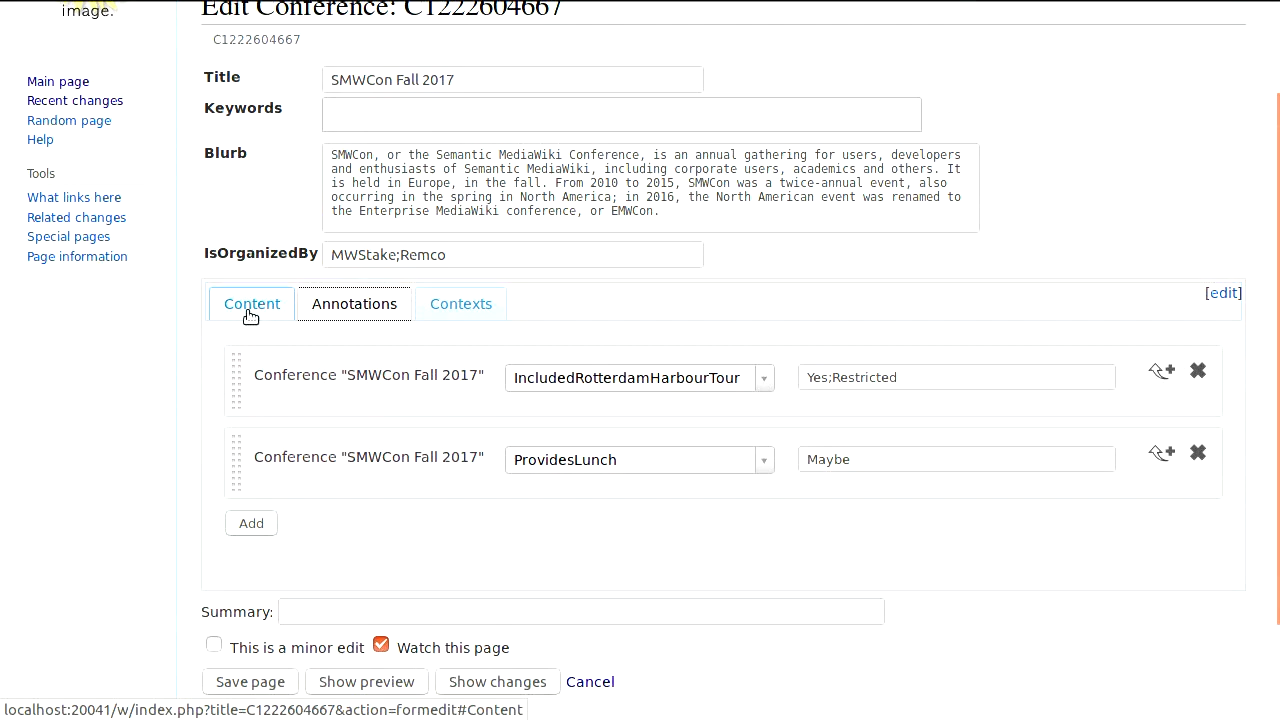 image.
Edit Conference: C1222604667
C1222604667
Main page
Recent changes
Random page
Help
Tools
What links here
Related changes
Special pages
Page information
Title
SMWCon Fall 2017
Keywords
Blurb
SMWCon, or the Semantic MediaWiki Conference, is an annual gathering for users, developers
and enthusiasts of Semantic MediaWiki, including corporate users, academics and others. It
is held in Europe, in the fall. From 2010 to 2015, SMWCon was a twice-annual event, also
occurring in the spring in North America; in 2016, the North American event was renamed to
the Enterprise MediaWiki conference, or EMWCon.
IsOrganizedBy
MWStake;Remco
Content
Annotations
Contexts
[edit]
Conference "SMWCon Fall 2017"
IncludedRotterdamHarbourTour
Yes;Restricted
Conference "SMWCon Fall 2017"
ProvidesLunch
Maybe
Add
Summary:
This is a minor edit
Watch this page
Save page
Show preview
Show changes
Cancel
localhost:20041/w/index.php?title=C1222604667&action=formedit#Content